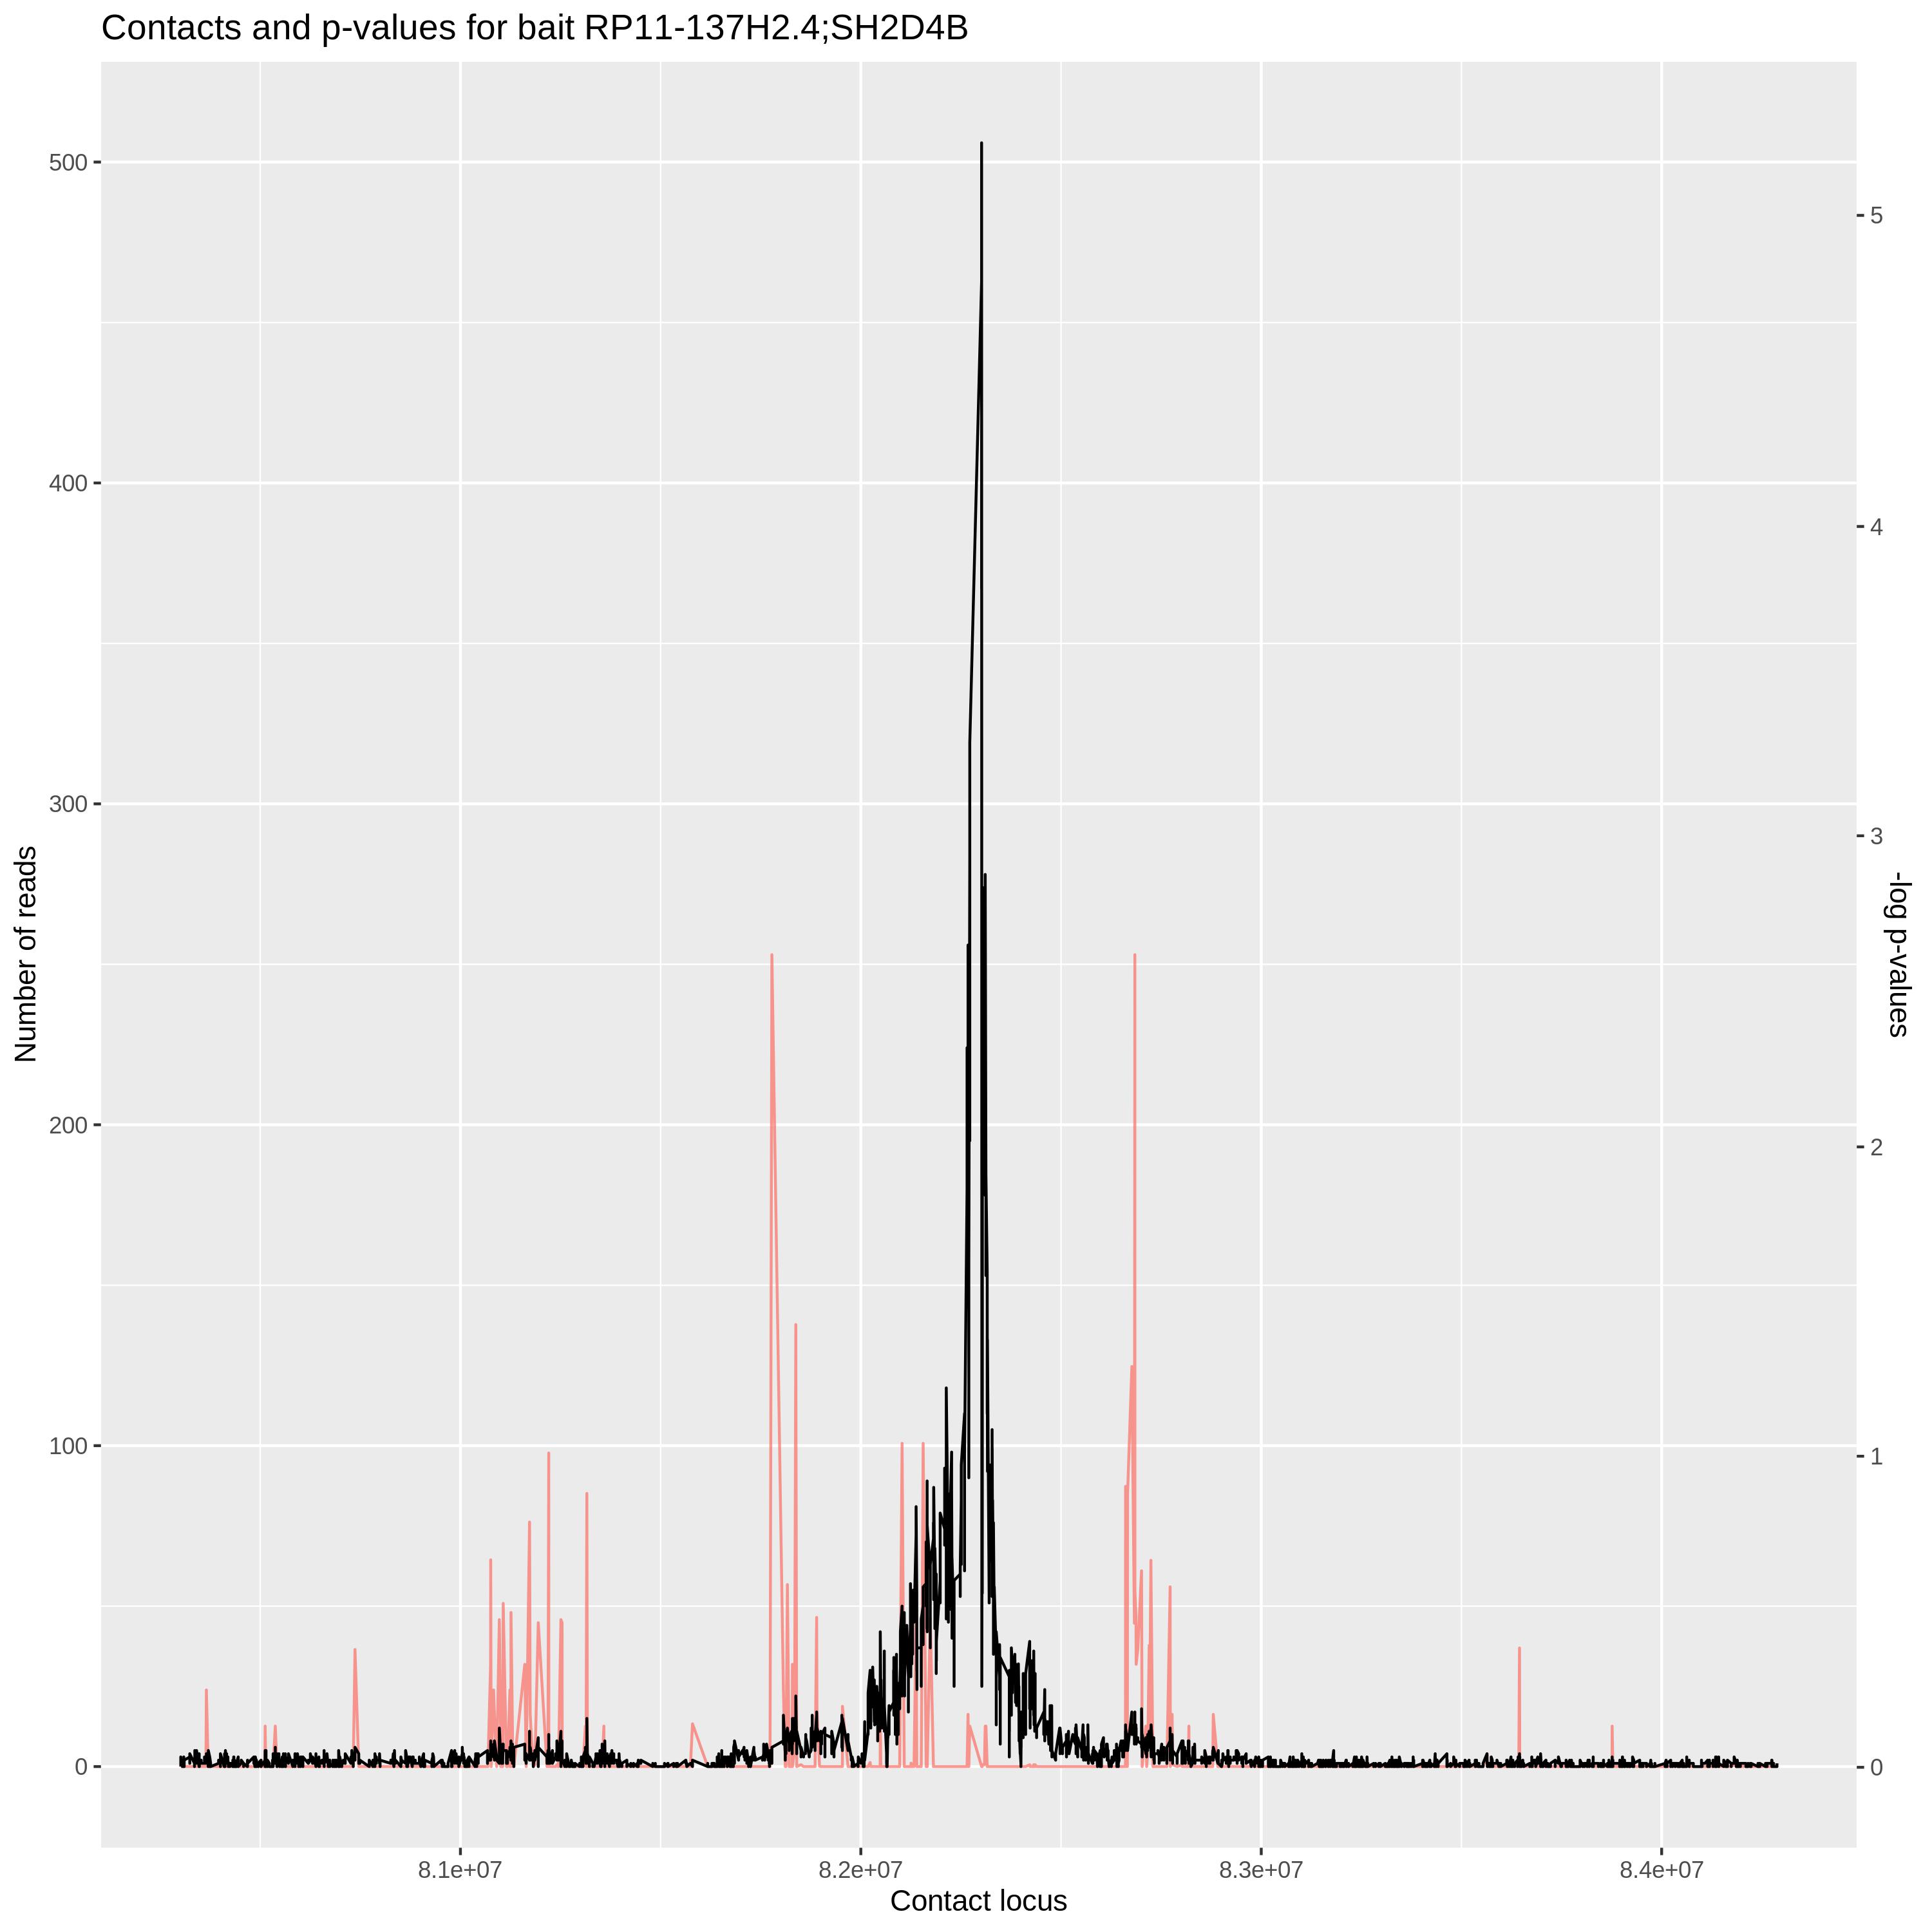 Contacts and p-values for bait RP11-137H2.4;SH2D4B
500
400
300
200
100
0
Number of reads
5
4
3
2
1
0
-log p-values
8.1e+07
8.2e+07
8.3e+07
8.4e+07
Contact locus